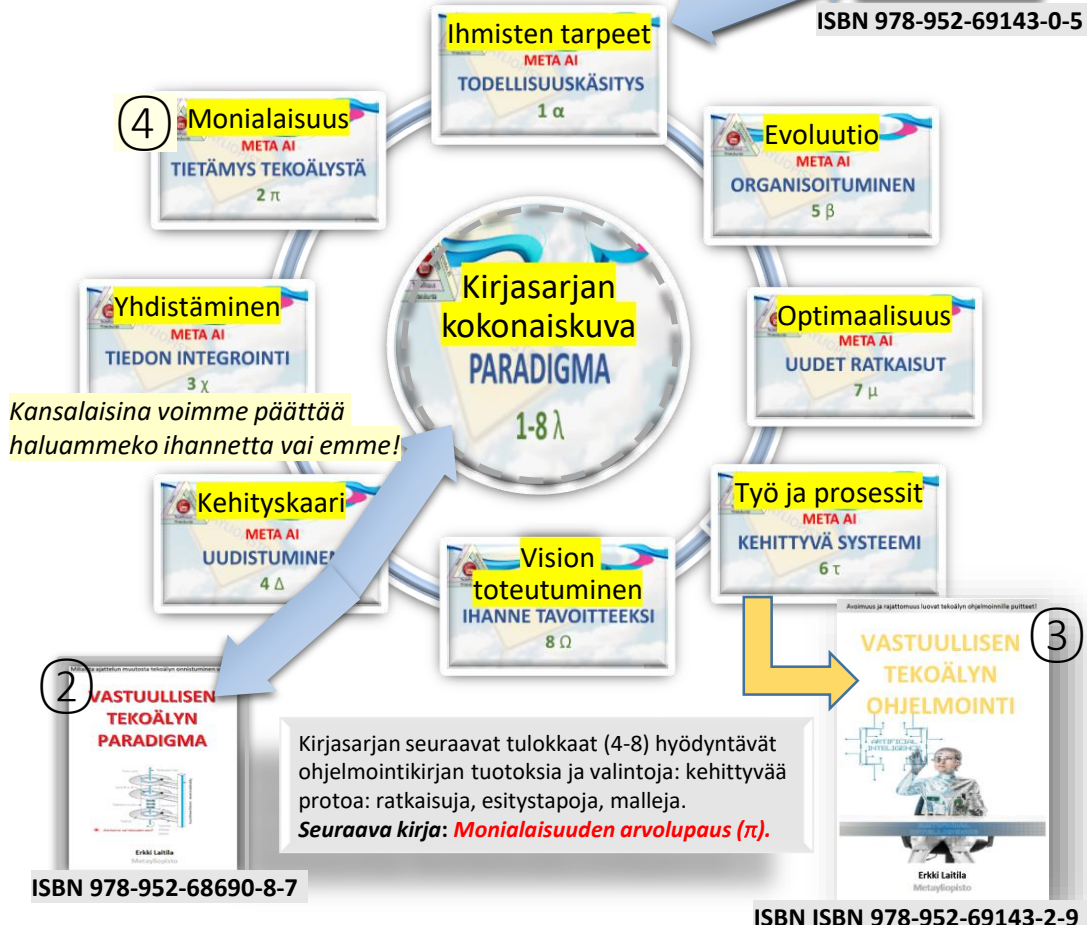 ISBN 978-952-69143-0-5
Ihmisten tarpeet
META AI
TODELLISUUSKÄSITYS
1 α
④
Monialaisuus
META AI
TIETÄMYS TEKOÄLYSTÄ
2 π
Evoluutio
META AI
ORGANISOITUMINEN
5 β
Yhdistäminen
META AI
TIEDON INTEGROINTI
3 χ
Kirjasarjan
kokonaiskuva
PARADIGMA
1-8 λ
Optimaalisuus
META AI
UUDET RATKAISUT
7 μ
Kansalaisina voimme päättää
haluammeko ihannetta vai emme!
Kehityskaari
META AI
UUDISTUMINEN
4 Δ
Vision
toteutuminen
IHANNE TAVOITTEEKSI
8 Ω
Työ ja prosessit
META AI
KEHITTYVÄ SYSTEEMI
6 τ
②
VASTUULLISEN
TEKOÄLYN
PARADIGMA
Erkki Laitila
Metayliopisto
ISBN 978-952-68690-8-7
Kirjasarjan seuraavat tulokkaat (4-8) hyödyntävät
ohjelmointikirjan tuotoksia ja valintoja: kehittyvää
protoa: ratkaisuja, esitystapoja, malleja.
Seuraava kirja: Monialaisuuden arvolupaus (π).
Avoimuus ja rajattomuus luovat tekoälyn ohjelmoinnille puitteet!
③
VASTUULLISEN
TEKOÄLYN
OHJELMOINTI
ARTIFICIAL
INTELIGENCE
Erkki Laitila
Metayliopisto
ISBN ISBN 978-952-69143-2-9